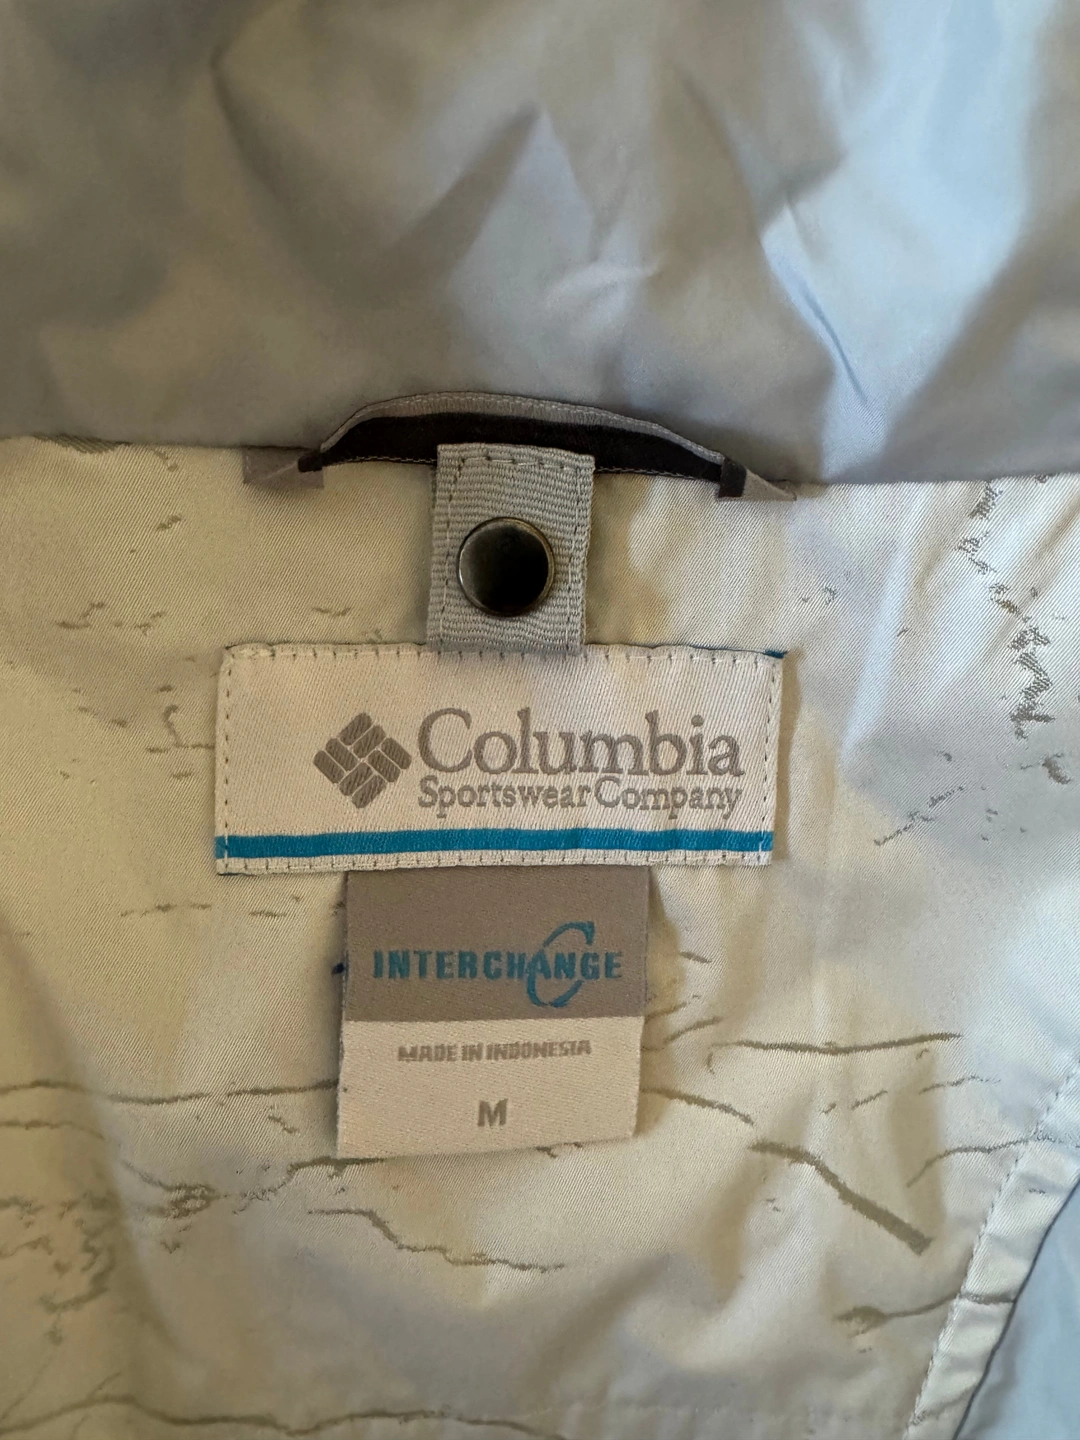 Columbia
Sportswear Company
INTERCHANGE
MADE IN INDONESIA
M